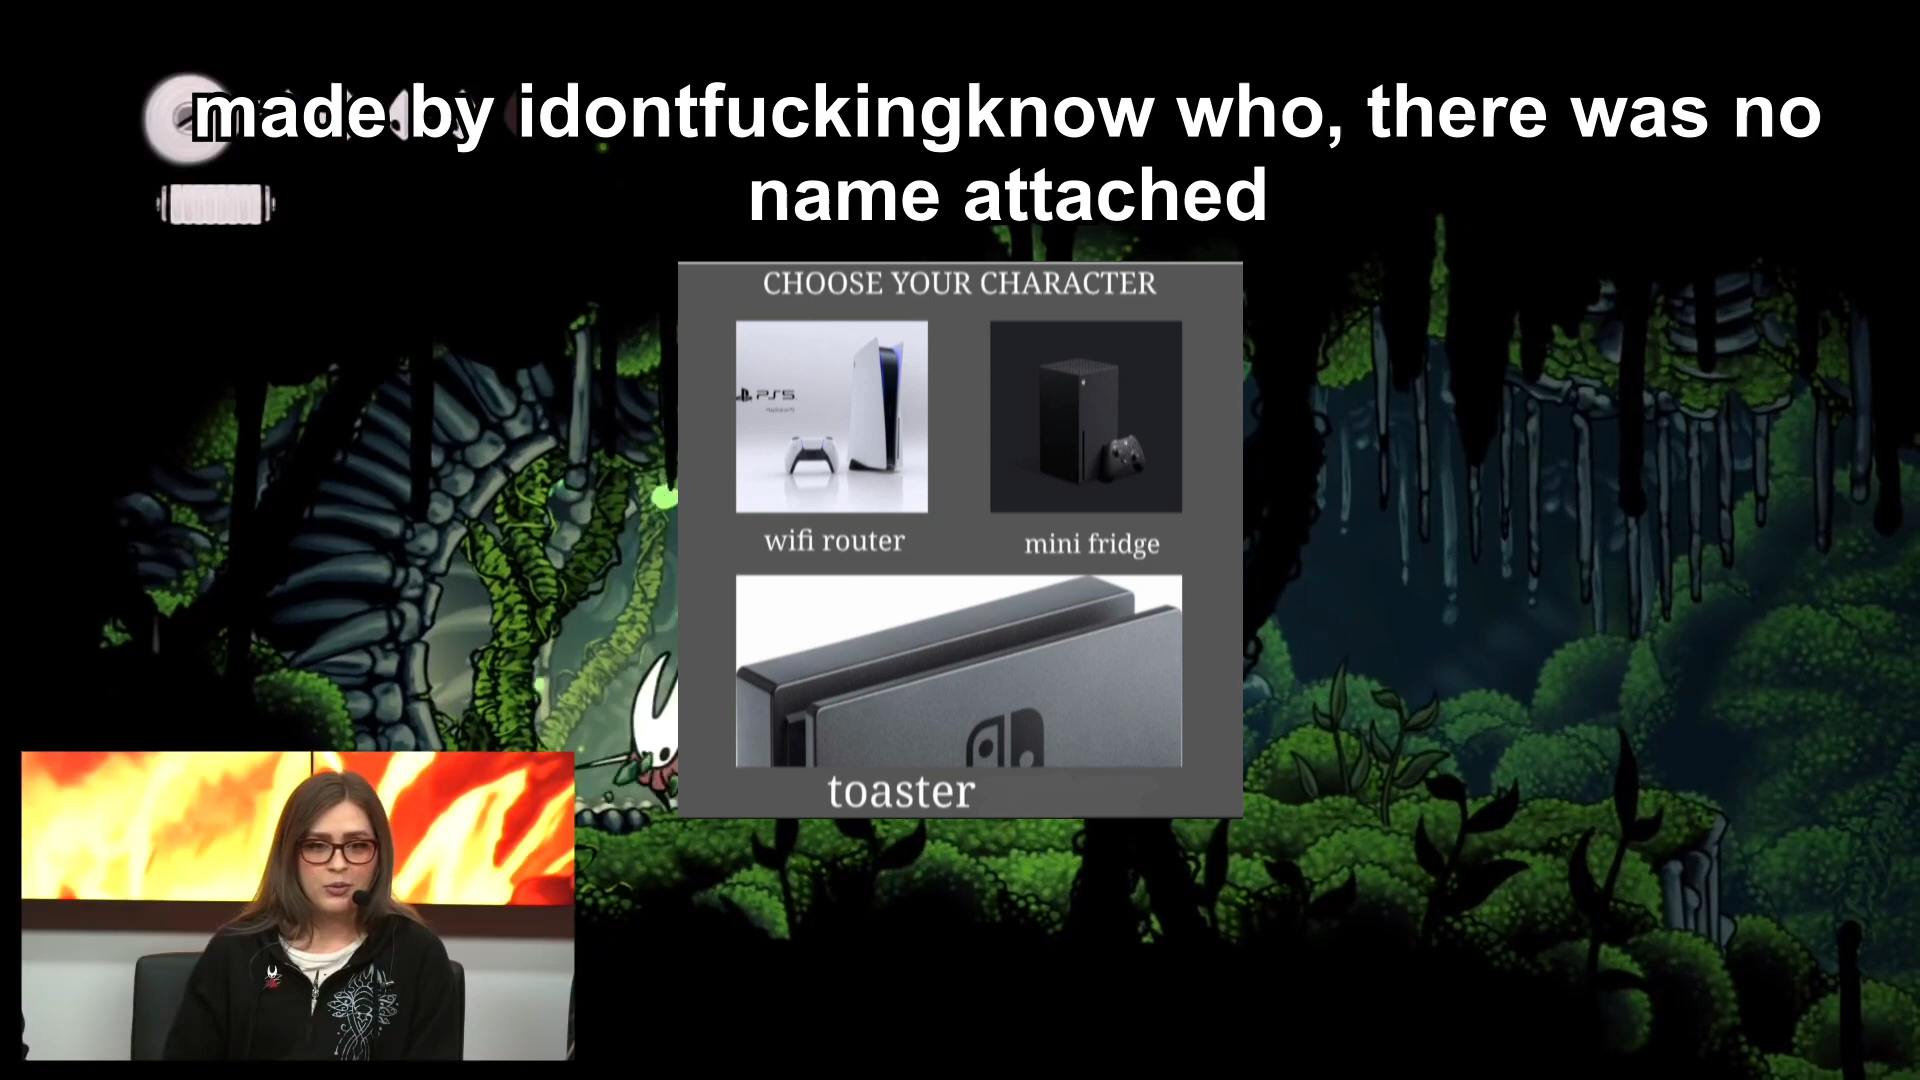 made by idontfuckingknow who, there was no
name attached
CHOOSE YOUR CHARACTER
PS5
wifi router
mini fridge
toaster